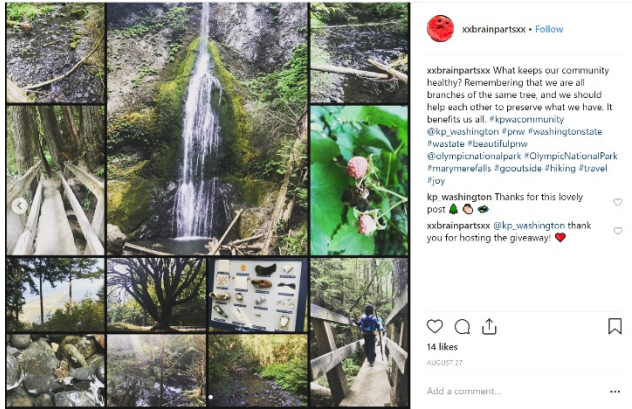 xxbrainpartsxx • Follow
xxbrainpartsxx What keeps our community
healthy? Remembering that we are all
branches of the same tree, and we should
help each other to preserve what we have. It
benefits us all. #kpwacommunity
@kp_washington #pnw #washingtonstate
#wastate #beautifulpnw
@olympicnationalpark #OlympicNationalPark
#marymerefalls #gooutside #hiking #travel
#joy
kp_washington Thanks for this lovely
post 🌲 👏🏻 👁️
xxbrainpartsxx @kp_washington thank
you for hosting the giveaway! ❤️
14 likes
AUGUST 27
Add a comment...